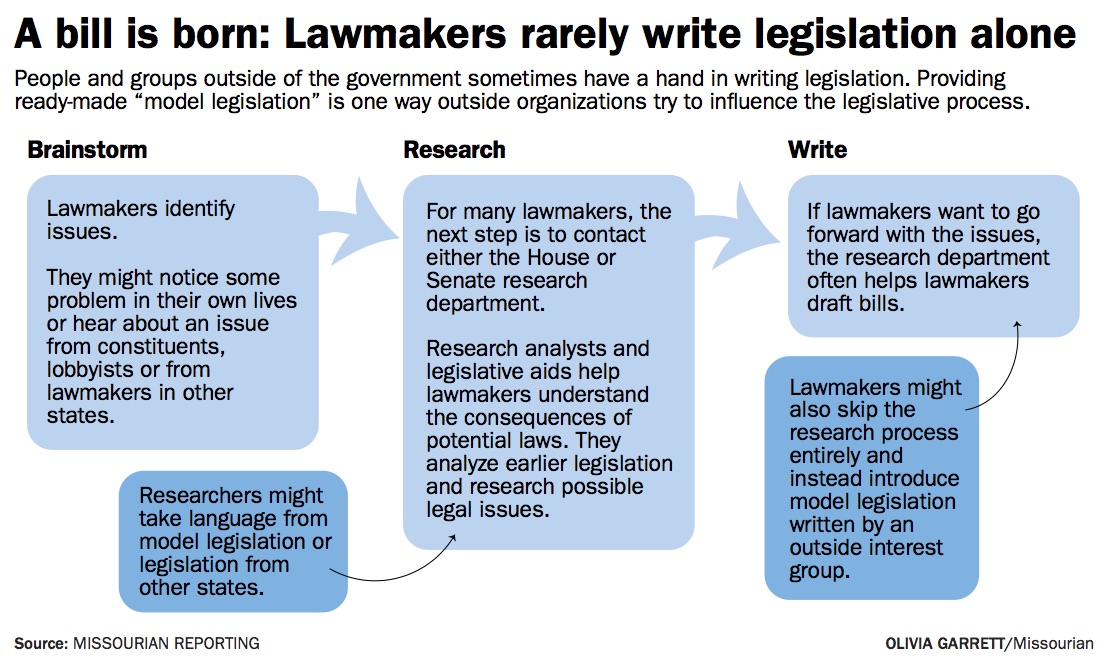 A bill is born: Lawmakers rarely write legislation alone
People and groups outside of the government sometimes have a hand in writing legislation. Providing
ready-made “model legislation” is one way outside organizations try to influence the legislative process.
Brainstorm
Lawmakers identify
issues.
They might notice some
problem in their own lives
or hear about an issue
from constituents,
lobbyists or from
lawmakers in other
states.
Researchers might
take language from
model legislation or
legislation from
other states.
Research
For many lawmakers, the
next step is to contact
either the House or
Senate research
department.
Research analysts and
legislative aids help
lawmakers understand
the consequences of
potential laws. They
analyze earlier legislation
and research possible
legal issues.
Write
If lawmakers want to go
forward with the issues,
the research department
often helps lawmakers
draft bills.
Lawmakers might
also skip the
research process
entirely and
instead introduce
model legislation
written by an
outside interest
group.
Source: MISSOURIAN REPORTING
OLIVIA GARRETT/Missourian